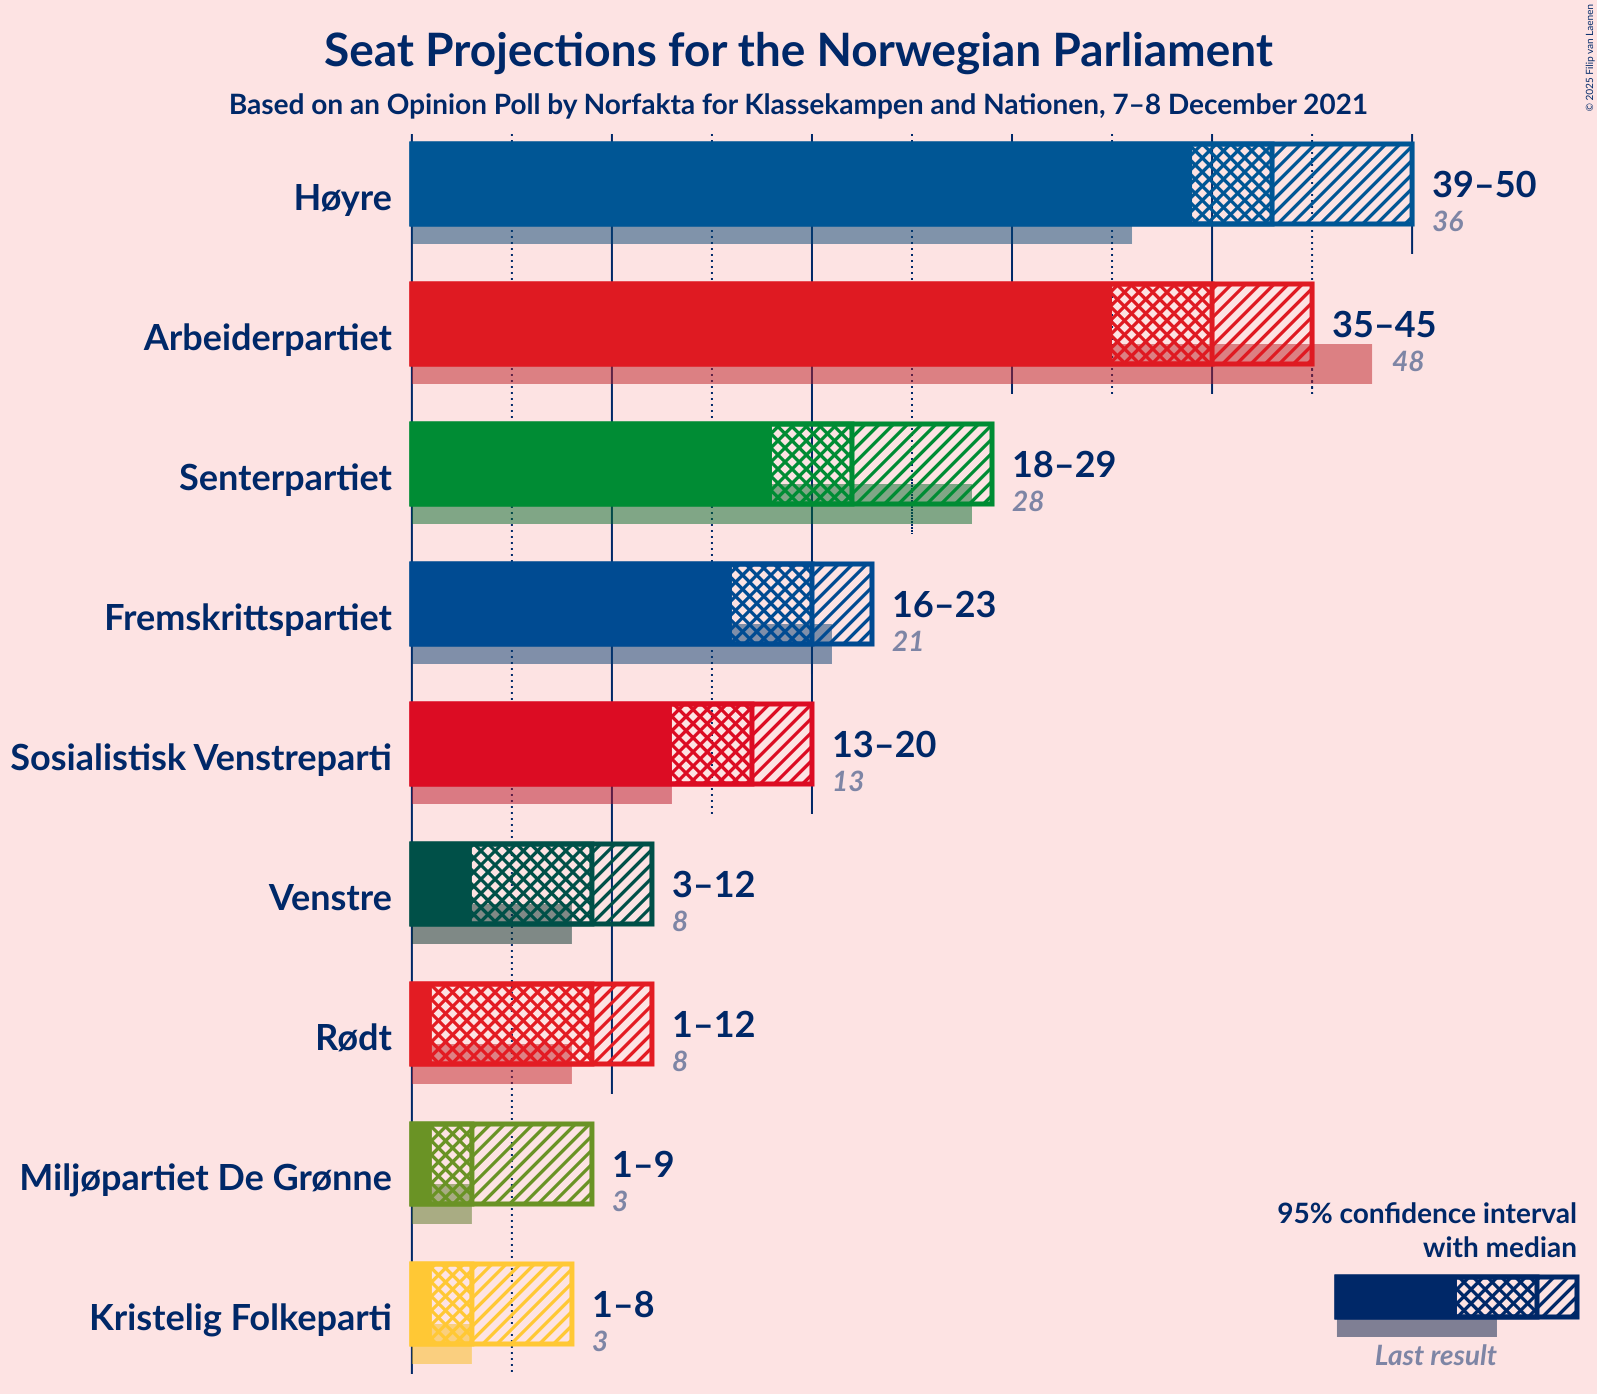 Seat Projections for the Norwegian Parliament
Based on an Opinion Poll by Norfakta for Klassekampen and Nationen, 7–8 December 2021
© 2025 Filip van Laenen
Høyre
39–50
36
Arbeiderpartiet
35–45
48
Senterpartiet
18–29
28
Fremskrittspartiet
16–23
21
Sosialistisk Venstreparti
13–20
13
Venstre
3–12
8
Rødt
1–12
8
Miljøpartiet De Grønne
1–9
3
Kristelig Folkeparti
1–8
3
95% confidence interval
with median
Last result